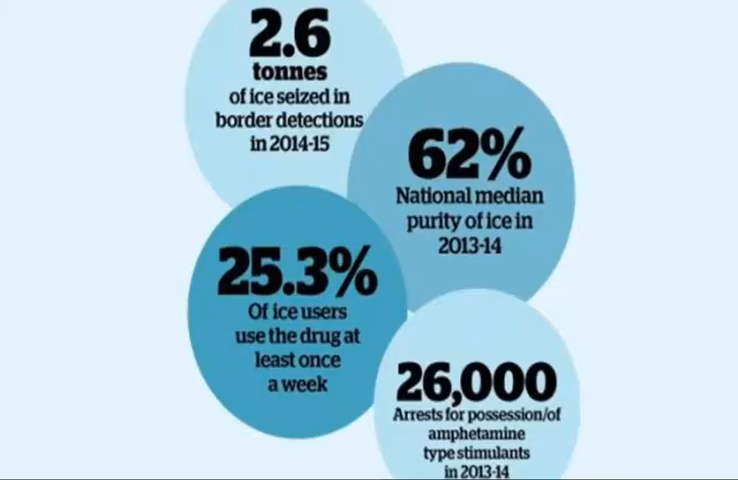 2.6
tonnes
of ice seized in
border detections
in 2014-15
62%
National median
purity of ice in
2013-14
25.3%
Of ice users
use the drug at
least once
a week
26,000
Arrests for possession/of
amphetamine
type stimulants
in 2013-14